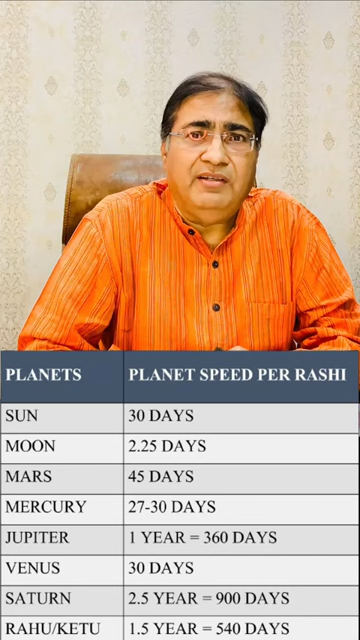 PLANETS PLANET SPEED PER RASHI
SUN 30 DAYS
MOON 2.25 DAYS
MARS 45 DAYS
MERCURY 27-30 DAYS
JUPITER 1 YEAR = 360 DAYS
VENUS 30 DAYS
SATURN 2.5 YEAR = 900 DAYS
RAHU/KETU 1.5 YEAR = 540 DAYS